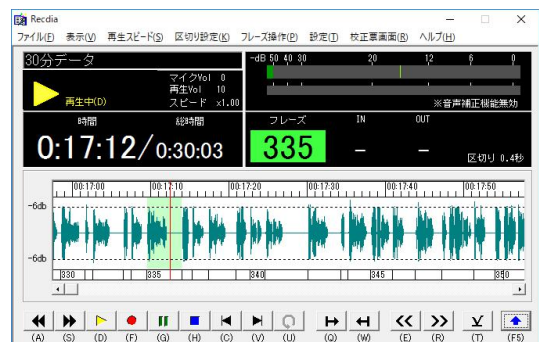 Recdia
ファイル(F) 表示(V) 再生スピード(S) 区切り設定(K) フレーズ操作(P) 設定(T) 校正票画面(R) ヘルプ(H)
30分データ
再生中(D)
マイクVol 0
再生Vol 10
スピード ×1.00
-dB 50 40 30 20 12 6 0
※音声補正機能無効
時間 総時間
0:17:12/0:30:03
フレーズ IN OUT
335 – –
区切り 0.4秒
00:17:00 00:17:10 00:17:20 00:17:30 00:17:40 00:17:50
-6db
-6db
330 335 340 345 350
(A) (S) (D) (F) (G) (H) (C) (V) (U) (Q) (W) (E) (R) (T) (F5)